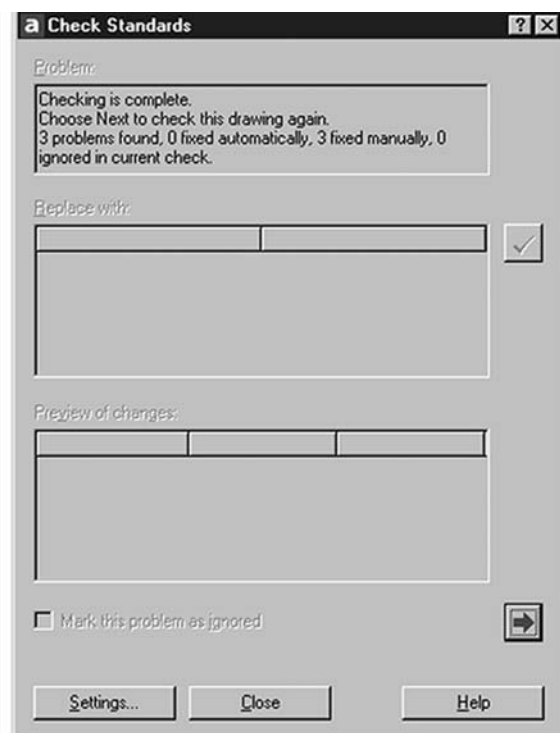 a Check Standards
Problem:
Checking is complete.
Choose Next to check this drawing again.
3 problems found, 0 fixed automatically, 3 fixed manually, 0
ignored in current check.
Replace with:
Preview of changes:
Mark this problem as ignored
Settings... Close Help